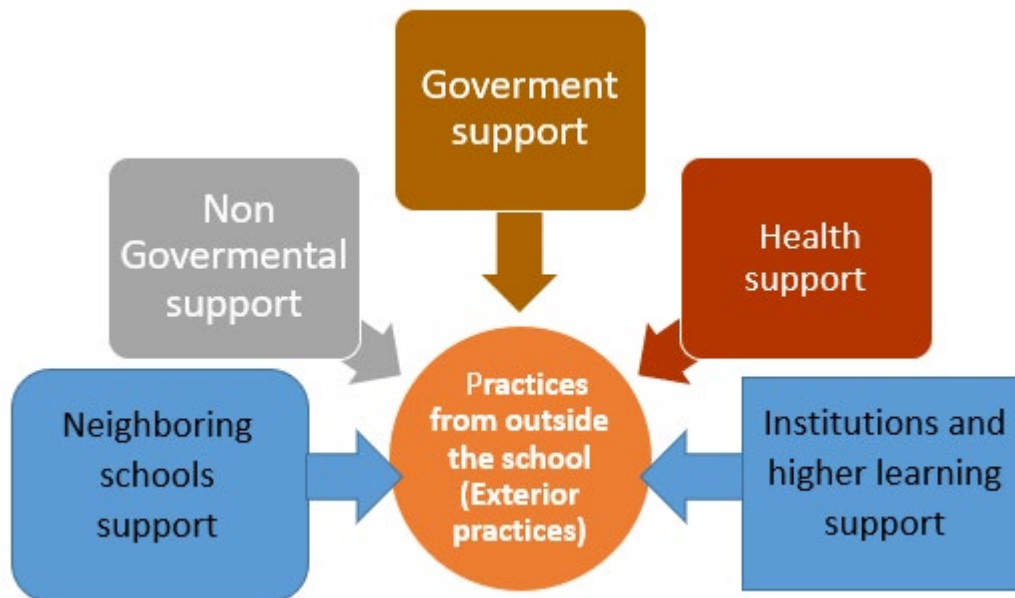 Goverment
support
Non
Govermental
support
Health
support
Neighboring
schools
support
Practices
from outside
the school
(Exterior
practices)
Institutions and
higher learning
support